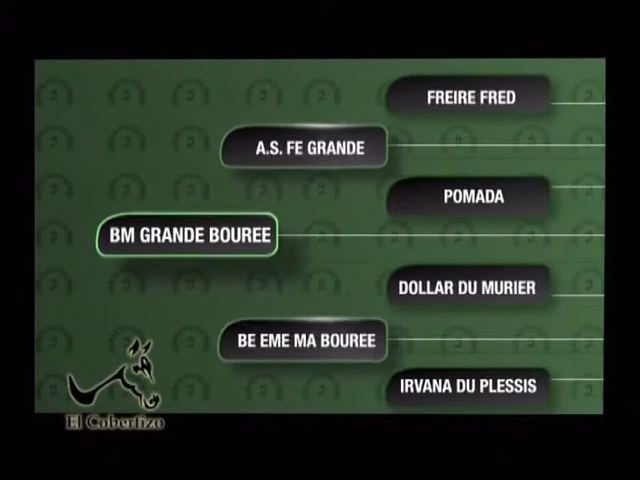 FREIRE FRED
A.S. FE GRANDE
POMADA
BM GRANDE BOUREE
DOLLAR DU MURIER
BE EME MA BOUREE
IRVANA DU PLESSIS
El Cobertizo